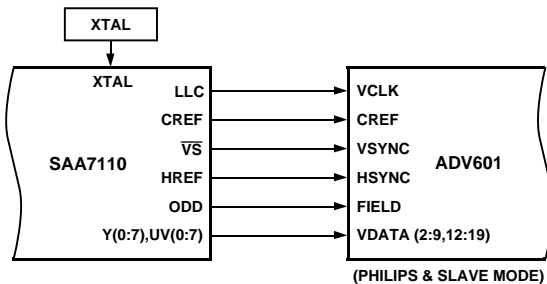 XTAL
XTAL
LLC VCLK
CREF CREF
V̅S̅ VSYNC
SAA7110 ADV601
HREF HSYNC
ODD FIELD
Y(0:7),UV(0:7) VDATA (2:9,12:19)
(PHILIPS & SLAVE MODE)